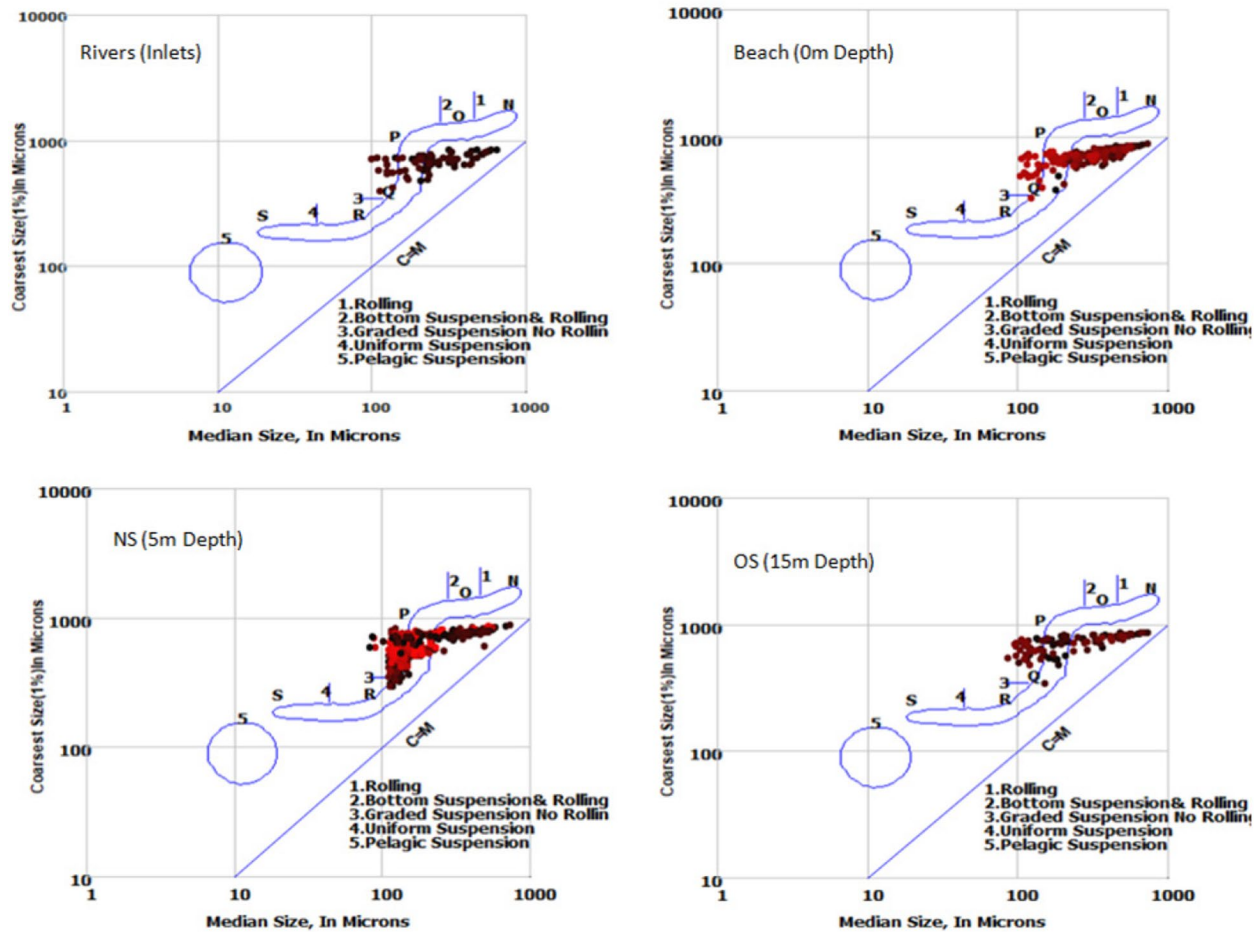 10000
Rivers (Inlets)
1000
100
10
1
10
100
1000
Coarsest Size(1%)In Microns
Median Size, In Microns
P
2
O
1
N
3
Q
R
S
4
5
C=M
1.Rolling
2.Bottom Suspension& Rolling
3.Graded Suspension No Rollin
4.Uniform Suspension
5.Pelagic Suspension
10000
Beach (0m Depth)
1000
100
10
1
10
100
1000
Coarsest Size(1%)In Microns
Median Size, In Microns
P
2
O
1
N
3
Q
R
S
4
5
C=M
1.Rolling
2.Bottom Suspension& Rolling
3.Graded Suspension No Rolling
4.Uniform Suspension
5.Pelagic Suspension
10000
NS (5m Depth)
1000
100
10
1
10
100
1000
Coarsest Size(1%)In Microns
Median Size, In Microns
P
2
O
1
N
3
R
S
4
5
C=M
1.Rolling
2.Bottom Suspension& Rolling
3.Graded Suspension No Rollin
4.Uniform Suspension
5.Pelagic Suspension
10000
OS (15m Depth)
1000
100
10
1
10
100
1000
Coarsest Size(1%)In Microns
Median Size, In Microns
P
2
O
1
N
3
Q
R
S
4
5
C=M
1.Rolling
2.Bottom Suspension& Rolling
3.Graded Suspension No Rolling
4.Uniform Suspension
5.Pelagic Suspension